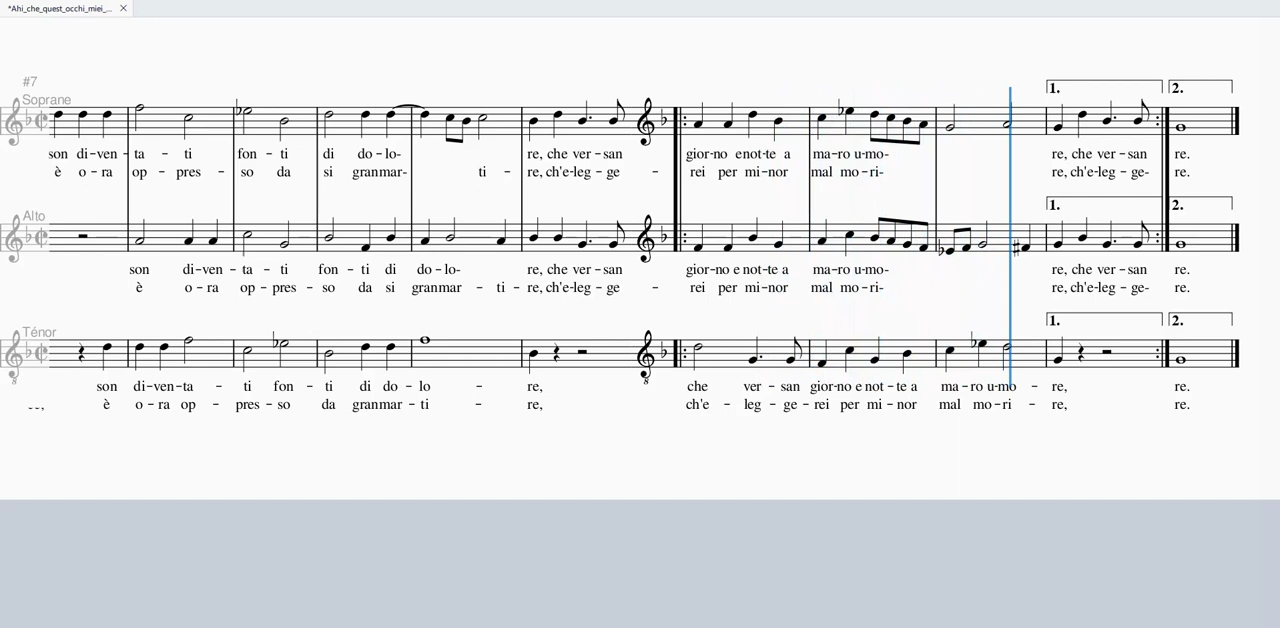 *Ahi_che_quest_occhi_miei_...
#7
1. 2.
Soprane
son di-ven-ta-ti fon-ti di do-lo- re, che ver-san gior-no enot-te a ma-ro u-mo- re, che ver-san re.
è o-ra op-pres-so da si granmar- ti-re, ch'e-leg-ge- rei per mi-nor mal mo-ri- re, ch'e-leg-ge- re.
1. 2.
Alto
son di-ven-ta-ti fon-ti di do-lo- re, che ver-san gior-no e not-te a ma-ro u-mo- re, che ver-san re.
è o-ra op-pres-so da si granmar-ti-re, ch'e-leg-ge- rei per mi-nor mal mo-ri- re, ch'e-leg-ge- re.
1. 2.
Ténor
son di-ven-ta-ti fon-ti di do-lo-re, che ver-san gior-no e not-te a ma-ro u-mo-re, re.
è o-ra op-pres-so da granmar-ti-re, ch'e-leg-ge-rei per mi-nor mal mo-ri-re, re.